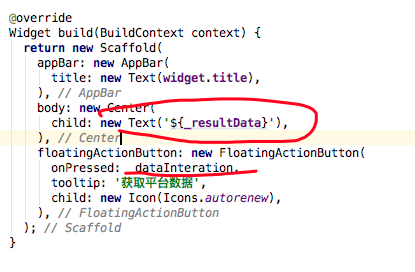 @override
Widget build(BuildContext context) {
return new Scaffold(
appBar: new AppBar(
title: new Text(widget.title),
), // AppBar
body: new Center(
child: new Text('${_resultData}'),
), // Center
floatingActionButton: new FloatingActionButton(
onPressed: _dataInteration,
tooltip: '获取平台数据',
child: new Icon(Icons.autorenew),
), // FloatingActionButton
); // Scaffold
}